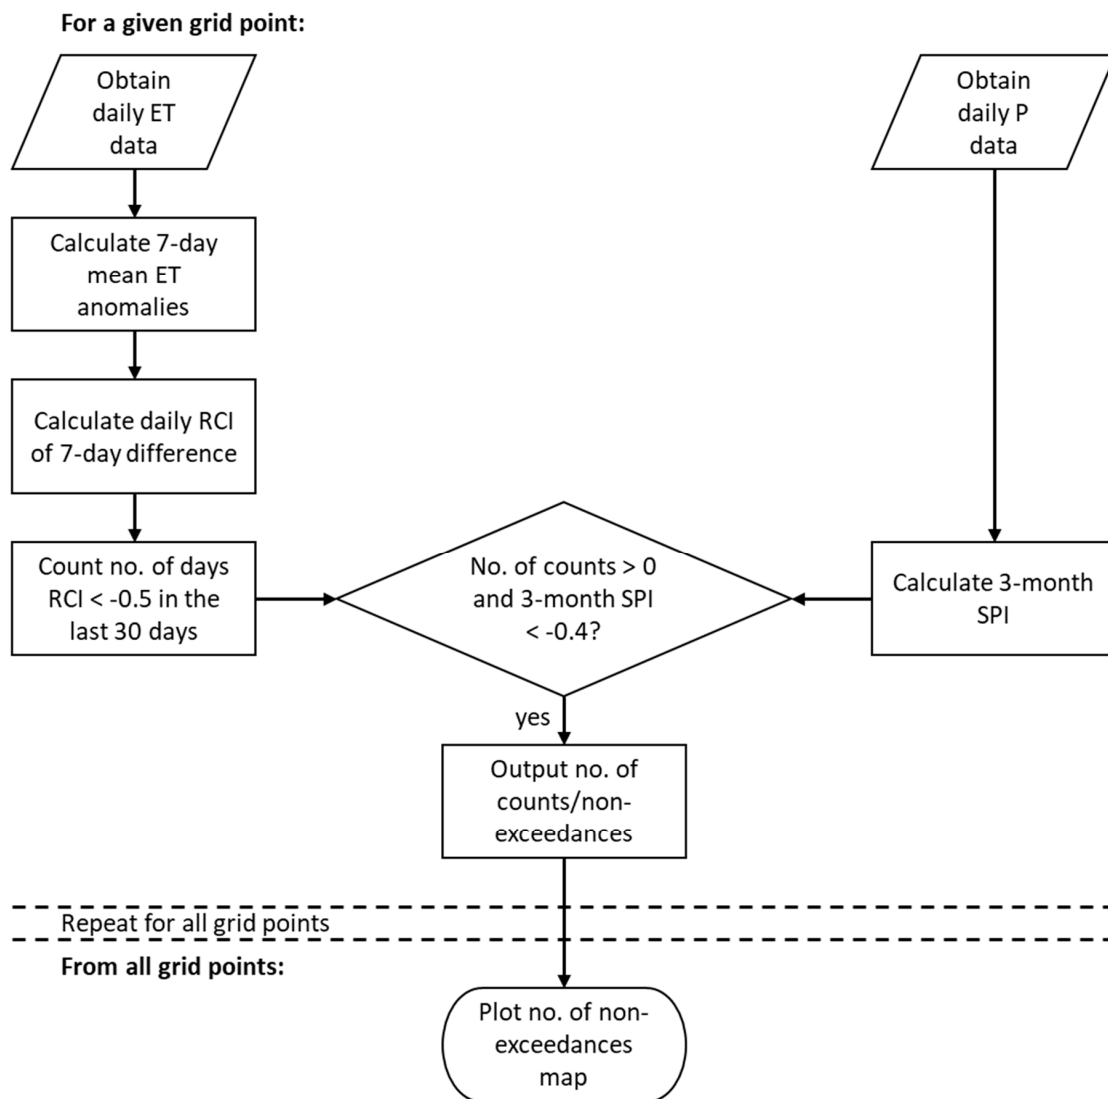 For a given grid point:
Obtain
daily ET
data
Obtain
daily P
data
Calculate 7-day
mean ET
anomalies
Calculate daily RCI
of 7-day difference
Count no. of days
RCI < -0.5 in the
last 30 days
No. of counts > 0
and 3-month SPI
< -0.4?
Calculate 3-month
SPI
yes
Output no. of
counts/non-
exceedances
Repeat for all grid points
From all grid points:
Plot no. of non-
exceedances
map